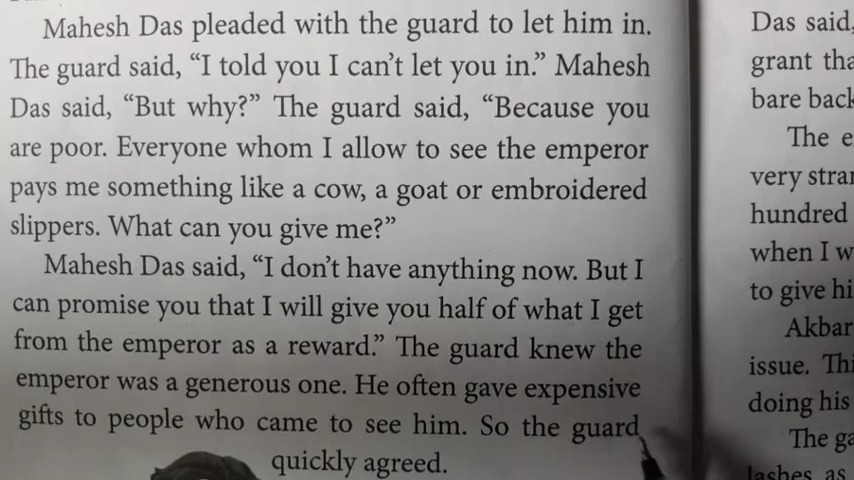 Mahesh Das pleaded with the guard to let him in.
The guard said, “I told you I can’t let you in.” Mahesh
Das said, “But why?” The guard said, “Because you
are poor. Everyone whom I allow to see the emperor
pays me something like a cow, a goat or embroidered
slippers. What can you give me?”
Mahesh Das said, “I don’t have anything now. But I
can promise you that I will give you half of what I get
from the emperor as a reward.” The guard knew the
emperor was a generous one. He often gave expensive
gifts to people who came to see him. So the guard
quickly agreed.
Das said,
grant
bare
The
very
hundred
when I
to give
Akbar
issue.
doing his
The
lashes as